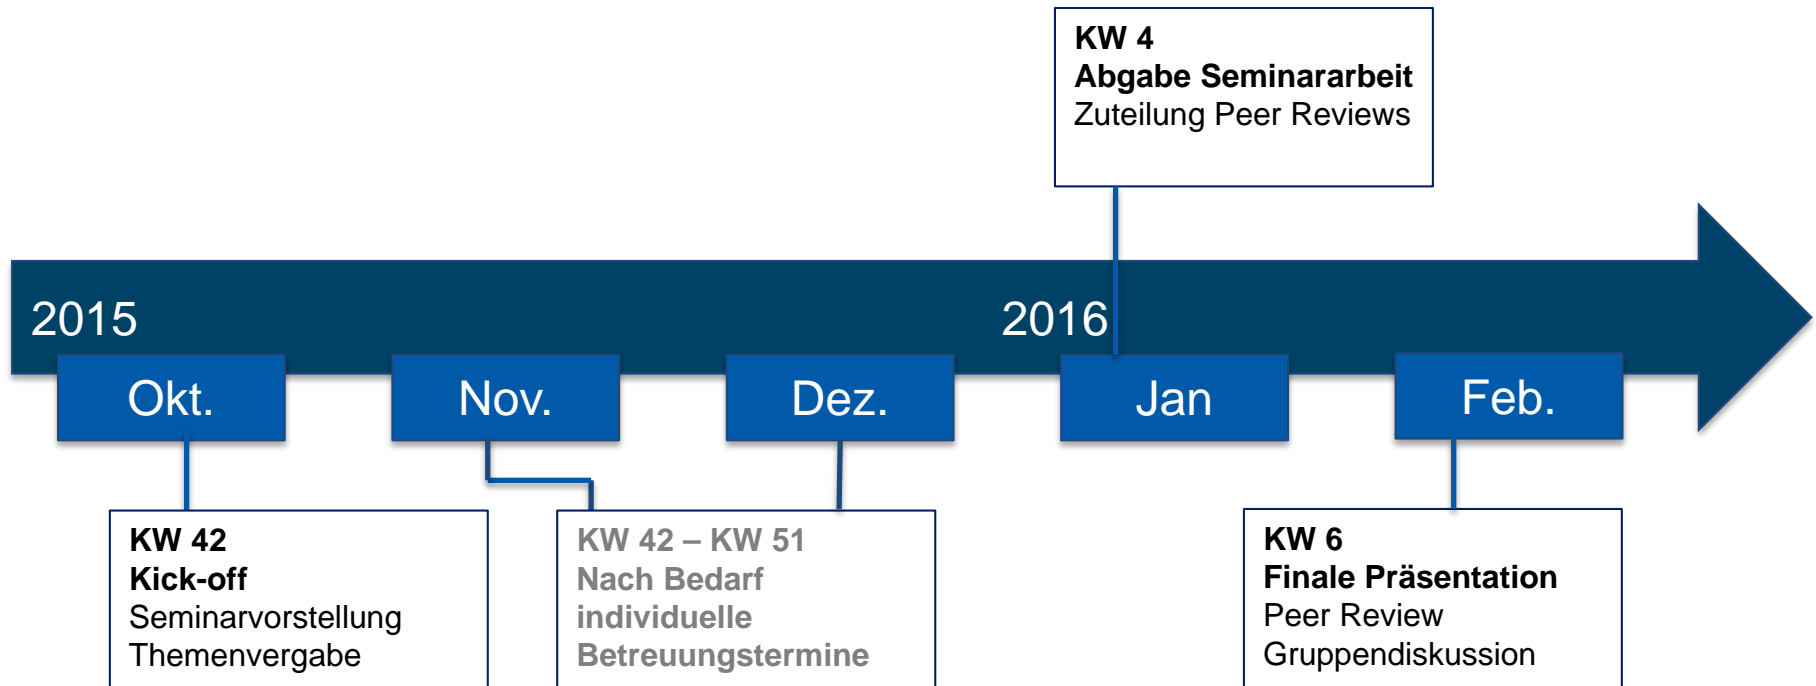 KW 4
Abgabe Seminararbeit
Zuteilung Peer Reviews
2015
2016
Okt.
Nov.
Dez.
Jan
Feb.
KW 42
Kick-off
Seminarvorstellung
Themenvergabe
KW 42 – KW 51
Nach Bedarf
individuelle
Betreuungstermine
KW 6
Finale Präsentation
Peer Review
Gruppendiskussion